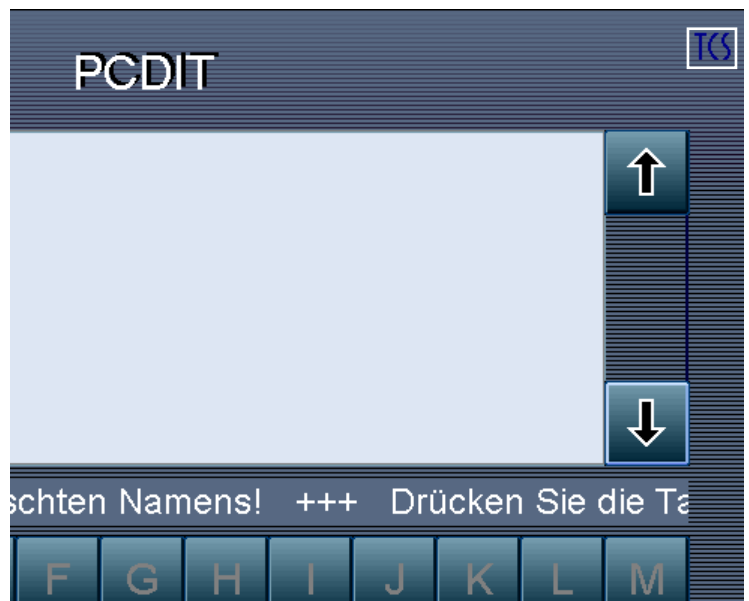 PCDIT
TCS
schten Namens! +++ Drücken Sie die Ta
F G H I J K L M